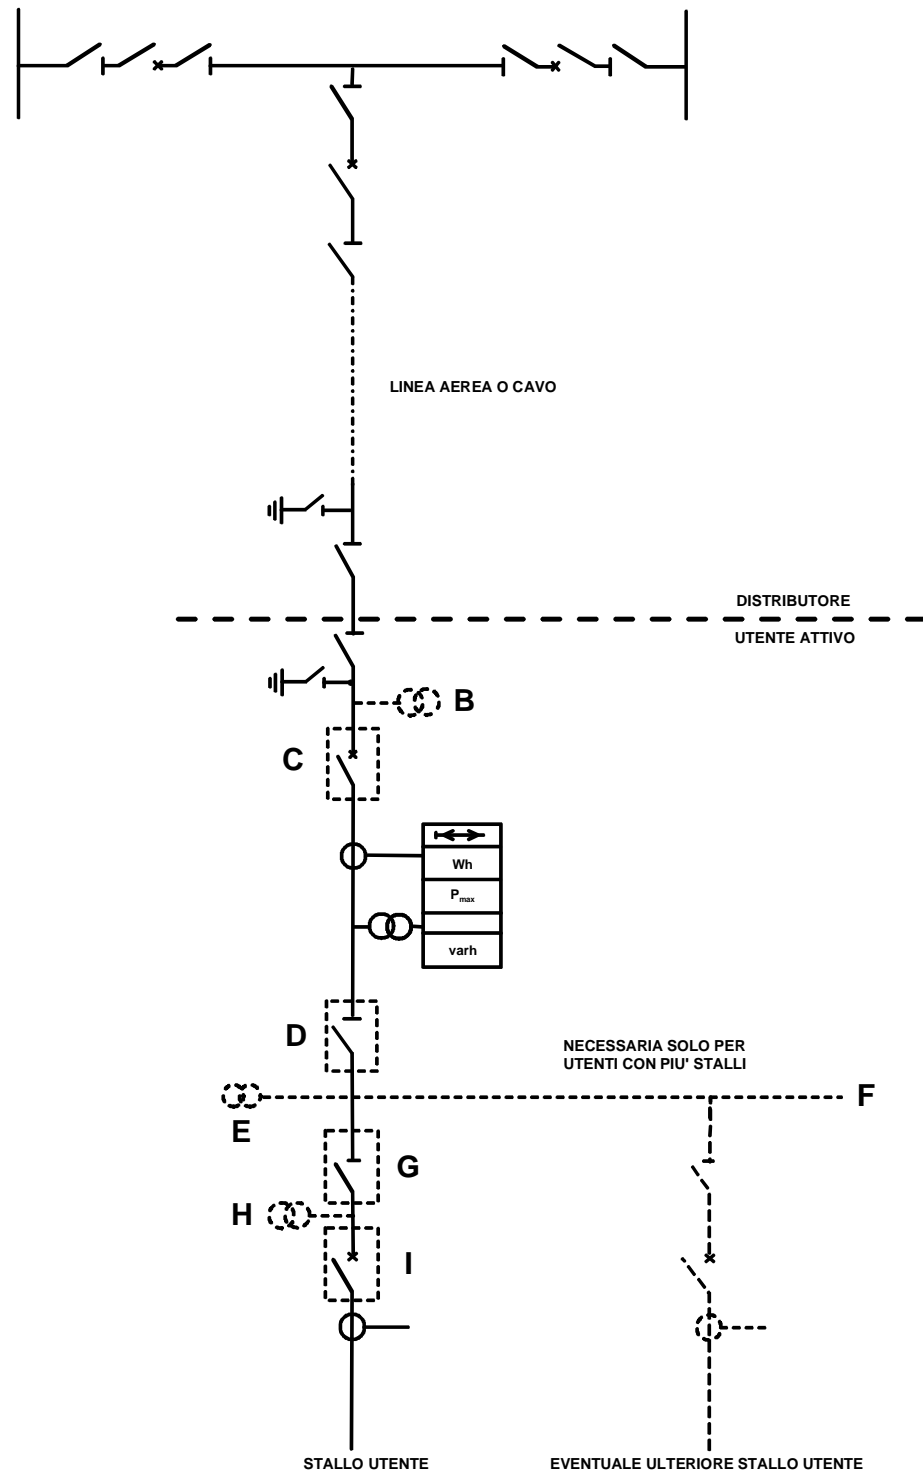 LINEA AEREA O CAVO
DISTRIBUTORE
UTENTE ATTIVO
B
C
Wh
Pmax
varh
D
NECESSARIA SOLO PER
UTENTI CON PIU' STALLI
F
E
G
H
I
STALLO UTENTE
EVENTUALE ULTERIORE STALLO UTENTE